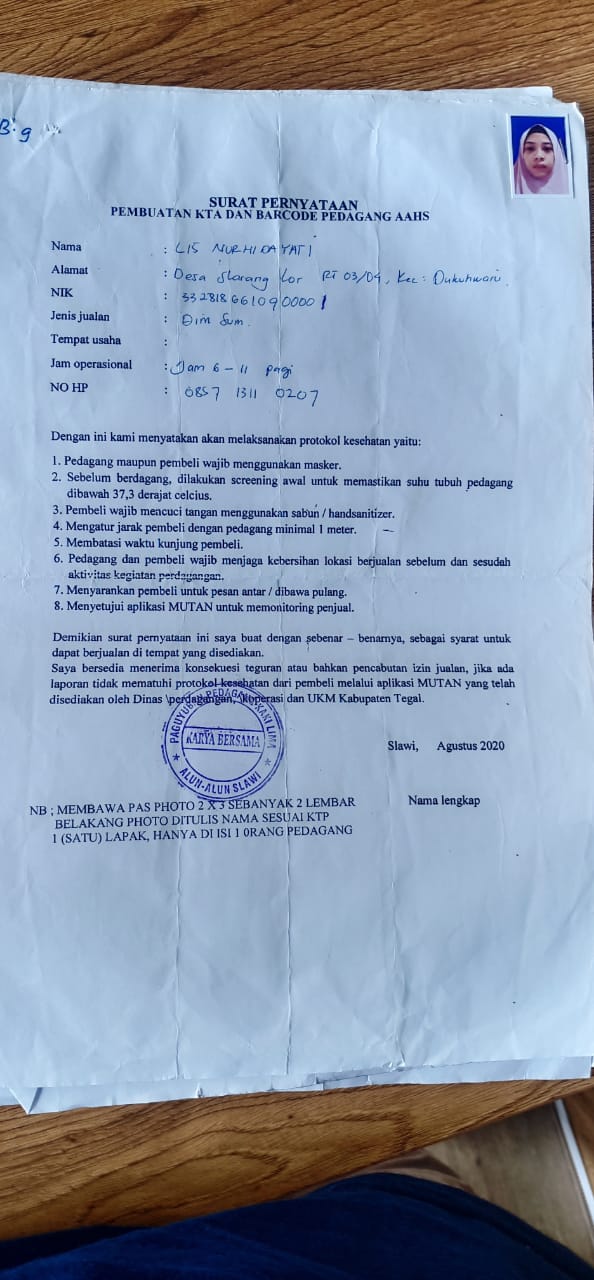 B.9
SURAT PERNYATAAN
PEMBUATAN KTA DAN BARCODE PEDAGANG AAHS
Nama : LIS NURHIDAYATI
Alamat : Desa Slarang Lor RT 03/04, Kec : Dukuhwaru.
NIK : 3328186610900001
Jenis jualan : Dim Sum.
Tempat usaha :
Jam operasional : Jam 6 - 11 pagi
NO HP : 0857 1311 0207
Dengan ini kami menyatakan akan melaksanakan protokol kesehatan yaitu:
1. Pedagang maupun pembeli wajib menggunakan masker.
2. Sebelum berdagang, dilakukan screening awal untuk memastikan suhu tubuh pedagang
dibawah 37,3 derajat celcius.
3. Pembeli wajib mencuci tangan menggunakan sabun / handsanitizer.
4. Mengatur jarak pembeli dengan pedagang minimal 1 meter.
5. Membatasi waktu kunjung pembeli.
6. Pedagang dan pembeli wajib menjaga kebersihan lokasi berjualan sebelum dan sesudah
aktivitas kegiatan perdagangan.
7. Menyarankan pembeli untuk pesan antar / dibawa pulang.
8. Menyetujui aplikasi MUTAN untuk memonitoring penjual.
Demikian surat pernyataan ini saya buat dengan sebenar – benarnya, sebagai syarat untuk
dapat berjualan di tempat yang disediakan.
Saya bersedia menerima konsekuesi teguran atau bahkan pencabutan izin jualan, jika ada
laporan tidak mematuhi protokol kesehatan dari pembeli melalui aplikasi MUTAN yang telah
disediakan oleh Dinas \perdagangan, Koperasi dan UKM Kabupaten Tegal.
PAGUYUBAN PEDAGANG KAKI LIMA
KARYA BERSAMA
ALUN-ALUN SLAWI
Slawi, Agustus 2020
Nama lengkap
NB ; MEMBAWA PAS PHOTO 2 X 3 SEBANYAK 2 LEMBAR
BELAKANG PHOTO DITULIS NAMA SESUAI KTP
1 (SATU) LAPAK, HANYA DI ISI 1 0RANG PEDAGANG